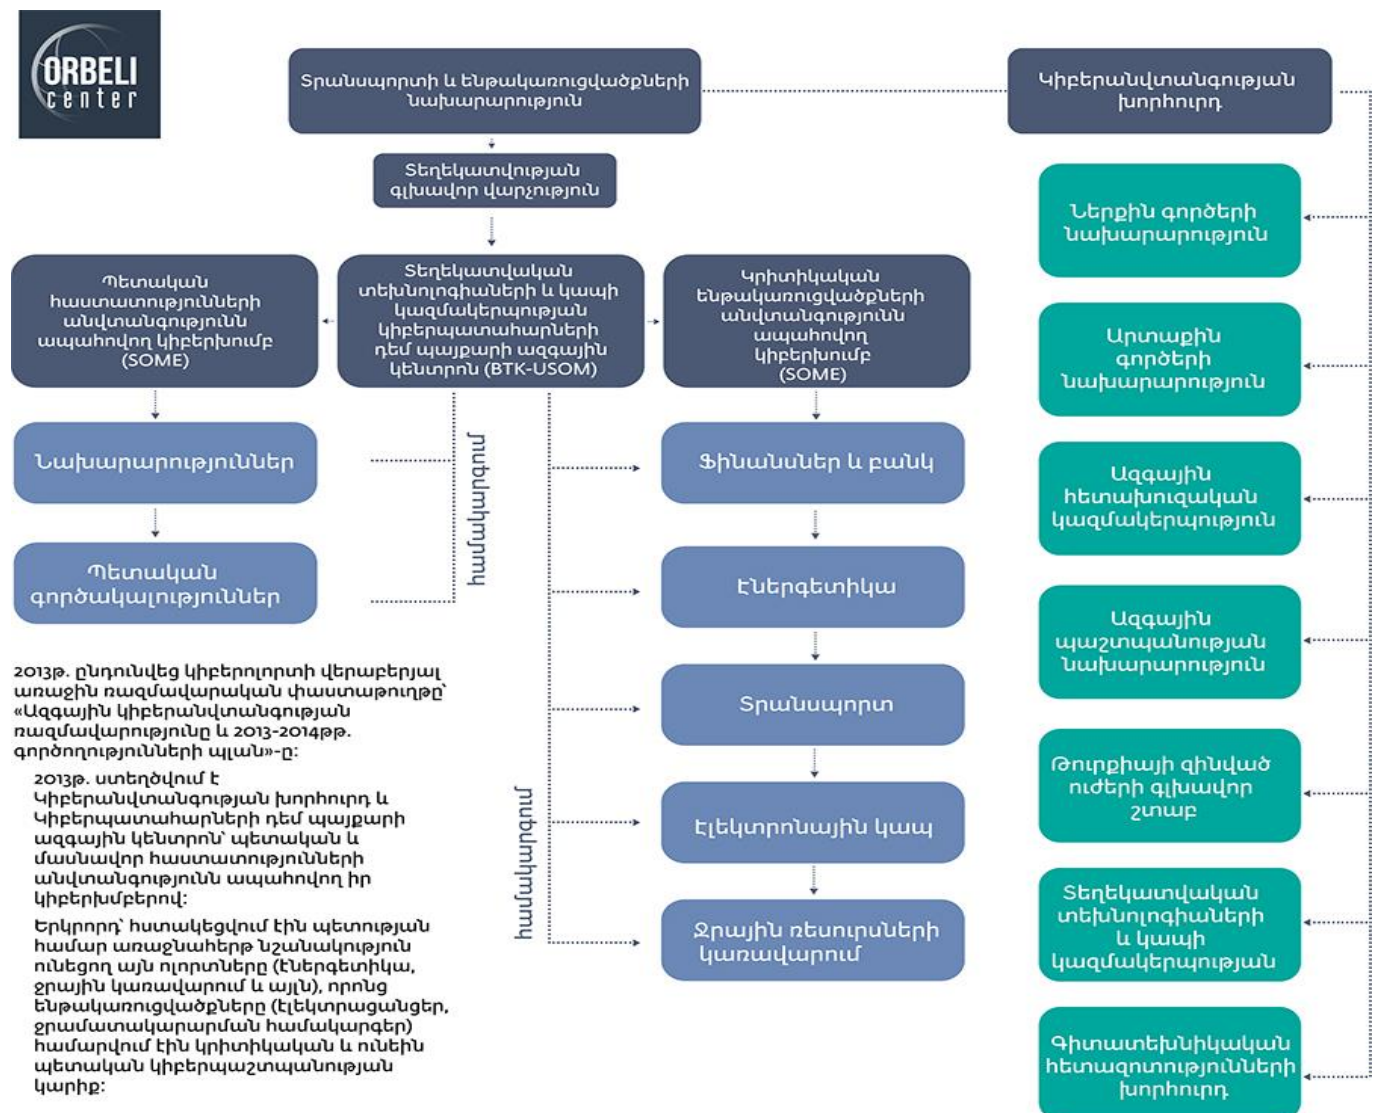 ORBELI
center
Տրանսպորտի և ենթակառուցվածքների
նախարարություն
Կիբերանվտանգության
խորհուրդ
Տեղեկատվության
գլխավոր վարչություն
Պետական
հաստատությունների
անվտանգությունն
ապահովող կիբերխումբ
(SOME)
Տեղեկատվական
տեխնոլոգիաների և կապի
կազմակերպության
կիբերպատահարների
դեմ պայքարի ազգային
կենտրոն (BTK-USOM)
Կրիտիկական
ենթակառուցվածքների
անվտանգությունն
ապահովող
կիբերխումբ
(SOME)
Նախարարություններ
Պետական
գործակալություններ
համակարգում
համակարգում
Ֆինանսներ և բանկ
Էներգետիկա
Տրանսպորտ
Էլեկտրոնային կապ
Ջրային ռեսուրսների
կառավարում
Ներքին գործերի
նախարարություն
Արտաքին
գործերի
նախարարություն
Ազգային
հետախուզական
կազմակերպություն
Ազգային
պաշտպանության
նախարարություն
Թուրքիայի զինված
ուժերի գլխավոր
շտաբ
Տեղեկատվական
տեխնոլոգիաների
և կապի
կազմակերպության
Գիտատեխնիկական
հետազոտությունների
խորհուրդ
2013թ. ընդունվեց կիբերոլորտի վերաբերյալ
առաջին ռազմավարական փաստաթուղթը՝
«Ազգային կիբերանվտանգության
ռազմավարությունը և 2013-2014թթ.
գործողությունների պլան»-ը:
2013թ. ստեղծվում է
Կիբերանվտանգության խորհուրդ և
Կիբերպատահարների դեմ պայքարի
ազգային կենտրոն՝ պետական և
մասնավոր հաստատությունների
անվտանգությունն ապահովող իր
կիբերխմբերով:
Երկրորդ՝ հստակեցվում էին պետության
համար առաջնահերթ նշանակություն
ունեցող այն ոլորտները (էներգետիկա,
ջրային կառավարում և այլն), որոնց
ենթակառուցվածքները (էլեկտրացանցեր,
ջրամատակարարման համակարգեր)
համարվում էին կրիտիկական և ունեին
պետական կիբերպաշտպանության
կարիք: